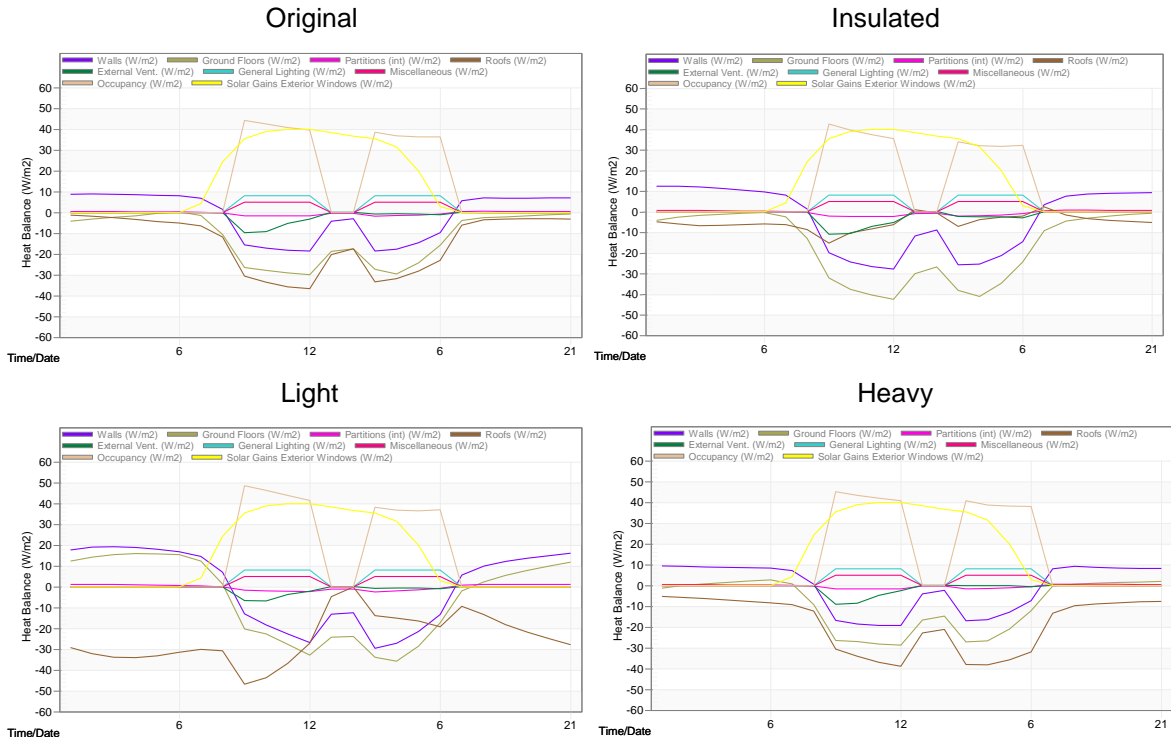 Original
Walls (W/m2) Ground Floors (W/m2) Partitions (int) (W/m2) Roofs (W/m2)
External Vent. (W/m2) General Lighting (W/m2) Miscellaneous (W/m2)
Occupancy (W/m2) Solar Gains Exterior Windows (W/m2)
Heat Balance (W/m2)
60
50
40
30
20
10
0
-10
-20
-30
-40
-50
-60
6 12 6 21
Time/Date
Insulated
Walls (W/m2) Ground Floors (W/m2) Partitions (int) (W/m2) Roofs (W/m2)
External Vent. (W/m2) General Lighting (W/m2) Miscellaneous (W/m2)
Occupancy (W/m2) Solar Gains Exterior Windows (W/m2)
Heat Balance (W/m2)
60
50
40
30
20
10
0
-10
-20
-30
-40
-50
-60
6 12 6 21
Time/Date
Light
Walls (W/m2) Ground Floors (W/m2) Partitions (int) (W/m2) Roofs (W/m2)
External Vent. (W/m2) General Lighting (W/m2) Miscellaneous (W/m2)
Occupancy (W/m2) Solar Gains Exterior Windows (W/m2)
Heat Balance (W/m2)
60
50
40
30
20
10
0
-10
-20
-30
-40
-50
-60
6 12 6 21
Time/Date
Heavy
Walls (W/m2) Ground Floors (W/m2) Partitions (int) (W/m2) Roofs (W/m2)
External Vent. (W/m2) General Lighting (W/m2) Miscellaneous (W/m2)
Occupancy (W/m2) Solar Gains Exterior Windows (W/m2)
Heat Balance (W/m2)
60
50
40
30
20
10
0
-10
-20
-30
-40
-50
-60
6 12 6 21
Time/Date